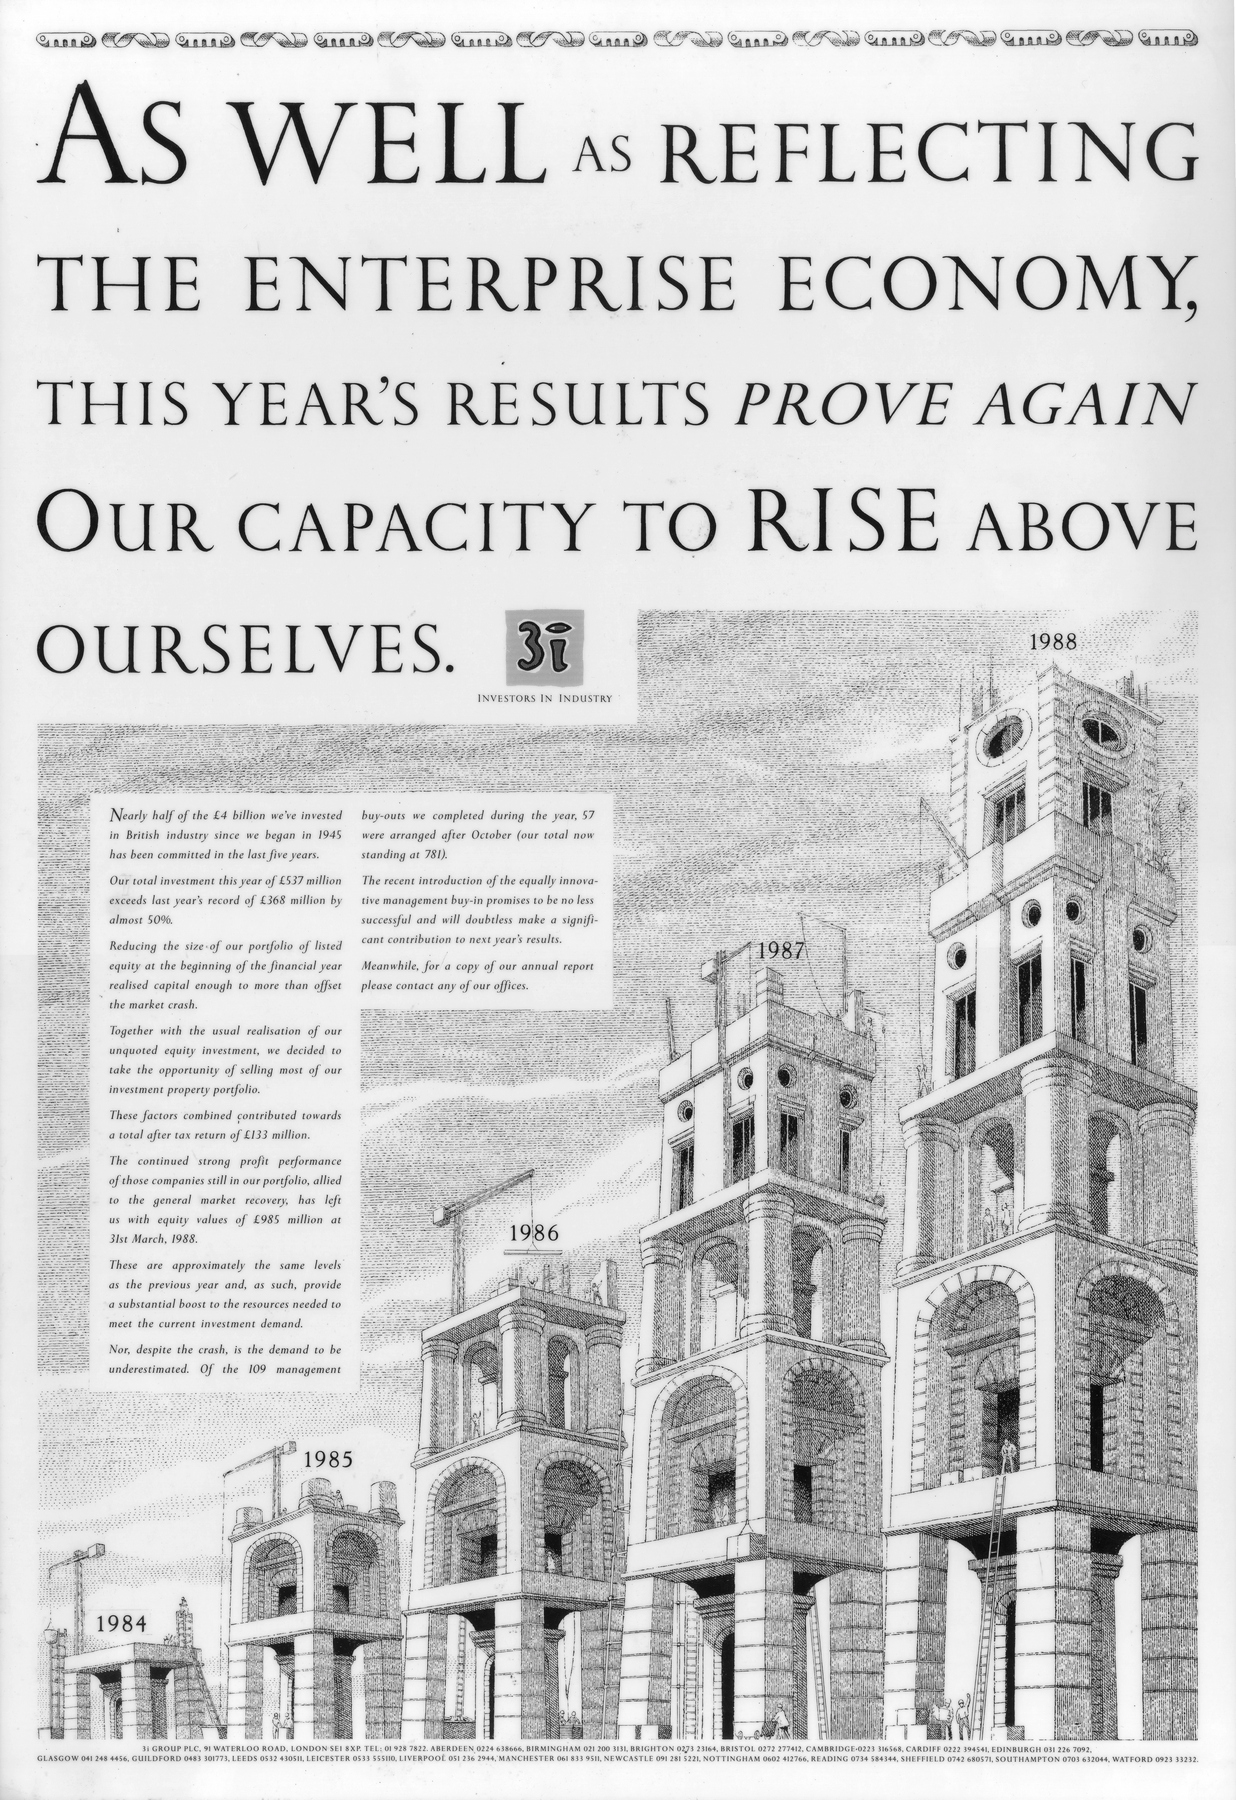 AS WELL AS REFLECTING
THE ENTERPRISE ECONOMY,
THIS YEAR'S RESULTS PROVE AGAIN
OUR CAPACITY TO RISE ABOVE
OURSELVES.
3i
INVESTORS IN INDUSTRY
Nearly half of the £4 billion we've invested
in British industry since we began in 1945
has been committed in the last five years.
Our total investment this year of £537 million
exceeds last year's record of £368 million by
almost 50%.
Reducing the size of our portfolio of listed
equity at the beginning of the financial year
realised capital enough to more than offset
the market crash.
Together with the usual realisation of our
unquoted equity investment, we decided to
take the opportunity of selling most of our
investment property portfolio.
These factors combined contributed towards
a total after tax return of £133 million.
The continued strong profit performance
of those companies still in our portfolio, allied
to the general market recovery, has left
us with equity values of £985 million at
31st March, 1988.
These are approximately the same levels
as the previous year and, as such, provide
a substantial boost to the resources needed to
meet the current investment demand.
Nor, despite the crash, is the demand to be
underestimated. Of the 109 management
buy-outs we completed during the year, 57
were arranged after October (our total now
standing at 781).
The recent introduction of the equally innova-
tive management buy-in promises to be no less
successful and will doubtless make a signifi-
cant contribution to next year's results.
Meanwhile, for a copy of our annual report
please contact any of our offices.
1984
1985
1986
1987
1988
3i GROUP PLC, 91 WATERLOO ROAD, LONDON SE1 8XP. TEL: 01 928 7822. ABERDEEN 0224 638666, BIRMINGHAM 021 200 3131, BRIGHTON 0273 23164, BRISTOL 0272 277412, CAMBRIDGE 0223 316568, CARDIFF 0222 394541, EDINBURGH 031 226 7092,
GLASGOW 041 248 4456, GUILDFORD 0483 301773, LEEDS 0532 430511, LEICESTER 0533 555110, LIVERPOOL 051 236 2944, MANCHESTER 061 833 9511, NEWCASTLE 091 281 5221, NOTTINGHAM 0602 412766, READING 0734 584344, SHEFFIELD 0742 680571, SOUTHAMPTON 0703 632044, WATFORD 0923 33232.